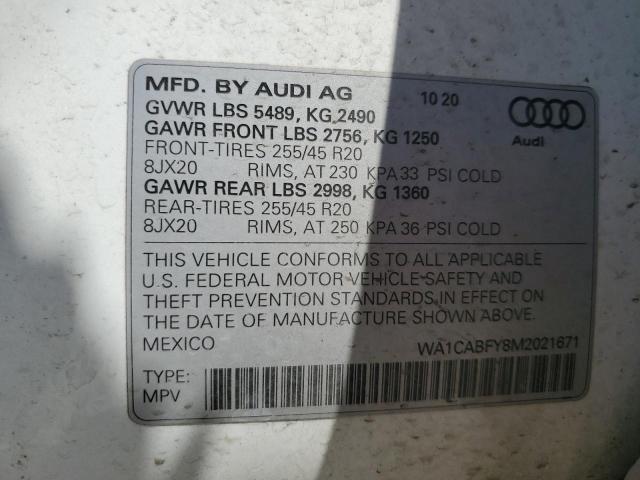 MFD. BY AUDI AG 10 20
GVWR LBS 5489, KG 2490
GAWR FRONT LBS 2756, KG 1250
FRONT-TIRES 255/45 R20 Audi
8JX20 RIMS, AT 230 KPA 33 PSI COLD
GAWR REAR LBS 2998, KG 1360
REAR-TIRES 255/45 R20
8JX20 RIMS, AT 250 KPA 36 PSI COLD
THIS VEHICLE CONFORMS TO ALL APPLICABLE
U.S. FEDERAL MOTOR VEHICLE SAFETY AND
THEFT PREVENTION STANDARDS IN EFFECT ON
THE DATE OF MANUFACTURE SHOWN ABOVE.
MEXICO WA1CABFY8M2021671
TYPE:
MPV